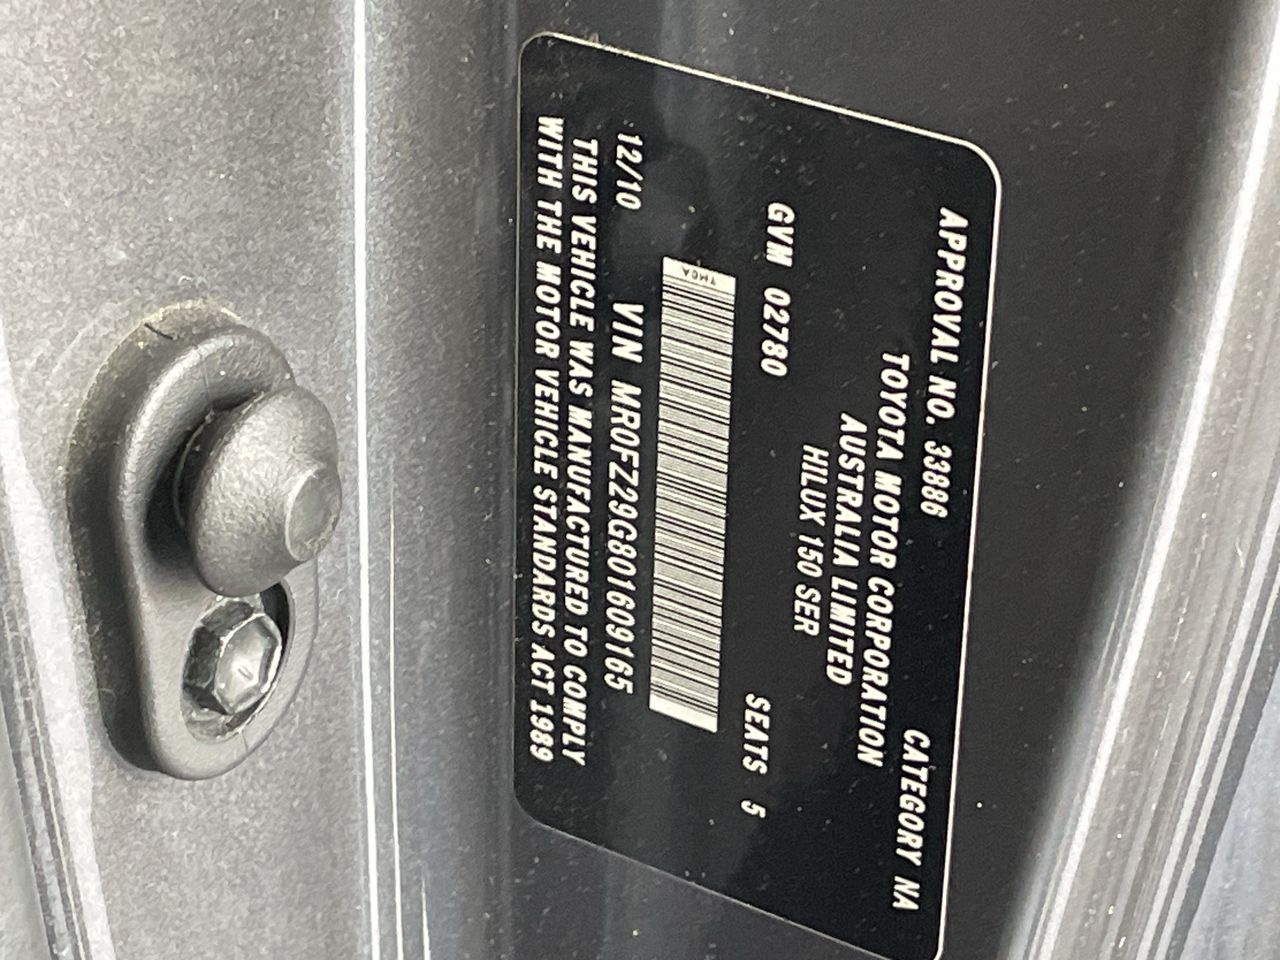 APPROVAL NO. 33886 CATEGORY NA
TOYOTA MOTOR CORPORATION
AUSTRALIA LIMITED
HILUX 150 SER
GVM 02780 SEATS 5
TMCA
12/10 VIN MR0FZ29G801609165
THIS VEHICLE WAS MANUFACTURED TO COMPLY
WITH THE MOTOR VEHICLE STANDARDS ACT 1989